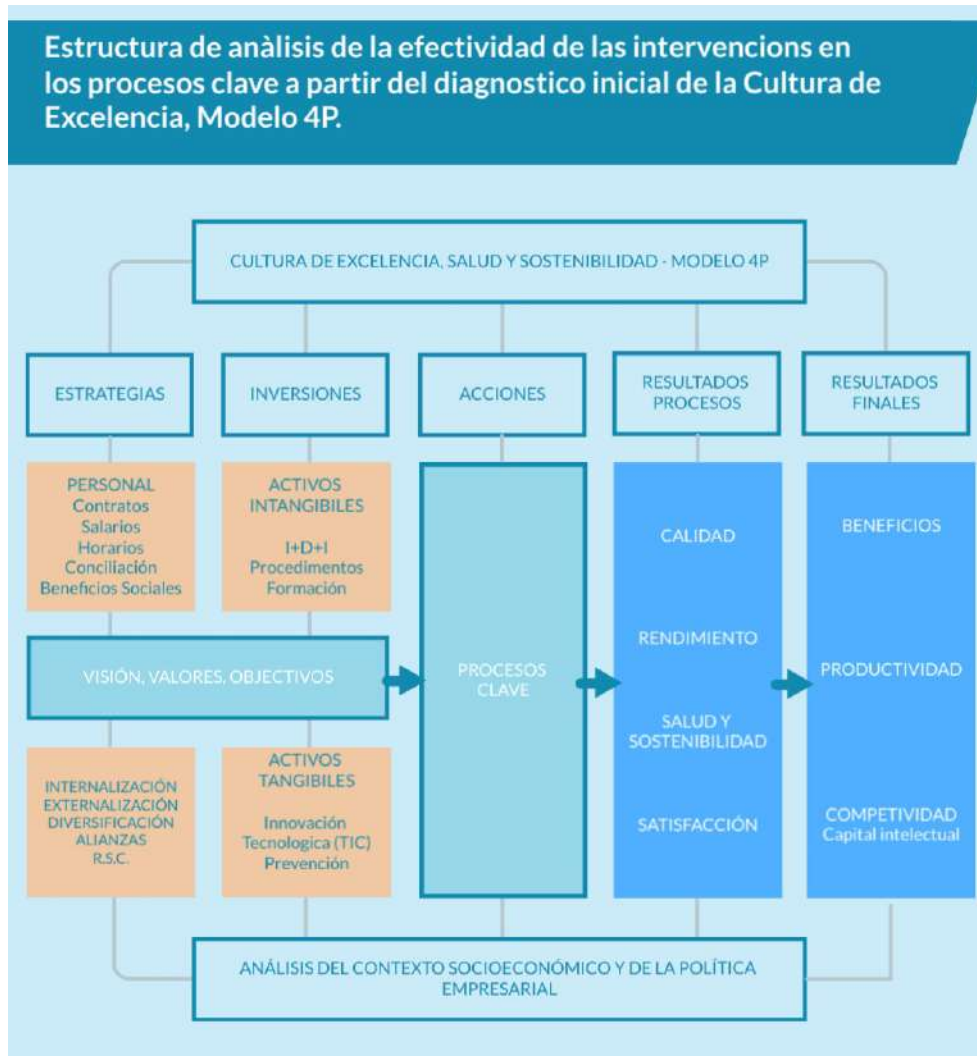 Estructura de anàlisis de la efectividad de las intervencions en
los procesos clave a partir del diagnostico inicial de la Cultura de
Excelencia, Modelo 4P.
CULTURA DE EXCELENCIA, SALUD Y SOSTENIBILIDAD - MODELO 4P
ESTRATEGIAS
INVERSIONES
ACCIONES
RESULTADOS
PROCESOS
RESULTADOS
FINALES
PERSONAL
Contratos
Salarios
Horarios
Conciliación
Beneficios Sociales
ACTIVOS
INTANGIBILES
I+D+I
Procedimentos
Formación
VISIÓN, VALORES, OBJECTIVOS
INTERNALIZACIÓN
EXTERNALIZACIÓN
DIVERSIFICACIÓN
ALIANZAS
R.S.C.
ACTIVOS
TANGIBILES
Innovación
Tecnologica (TIC)
Prevención
PROCESOS
CLAVE
CALIDAD
RENDIMIENTO
SALUD Y
SOSTENIBILIDAD
SATISFACCIÓN
BENEFICIOS
PRODUCTIVIDAD
COMPETIVIDAD
Capital intelectual
ANÁLISIS DEL CONTEXTO SOCIOECONÓMICO Y DE LA POLÍTICA
EMPRESARIAL